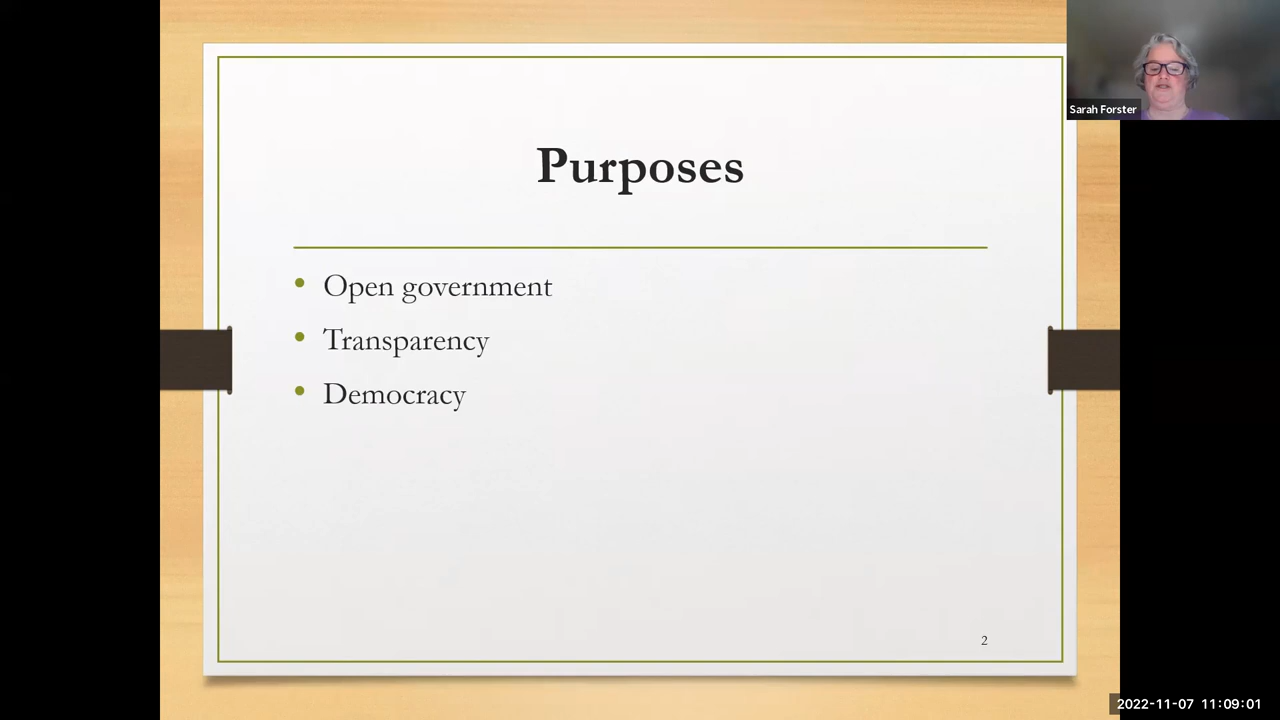 Sarah Forster
Purposes
• Open government
• Transparency
• Democracy
2
2022-11-07 11:09:01